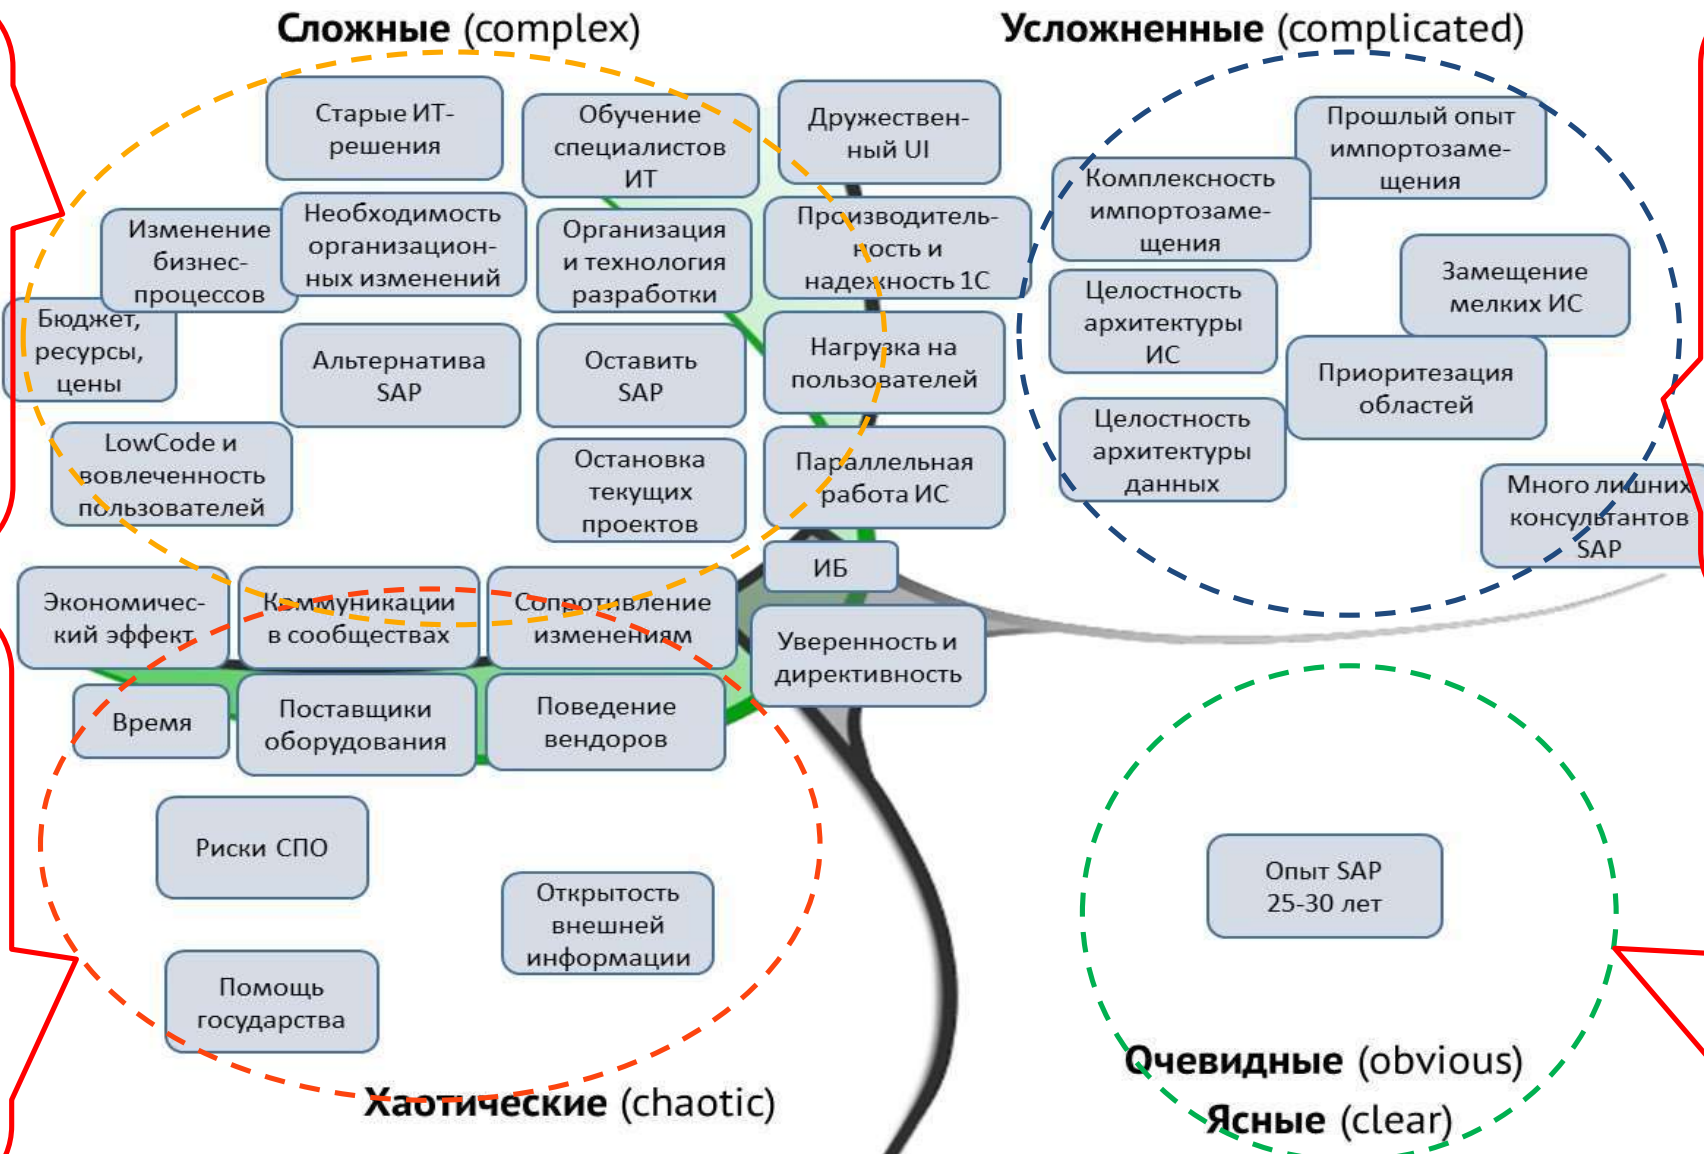 Сложные (complex)
Усложненные (complicated)
Старые ИТ-
решения
Обучение
специалистов
ИТ
Дружествен-
ный UI
Изменение
бизнес-
процессов
Необходимость
организацион-
ных изменений
Организация
и технология
разработки
Производитель-
ность и
надежность 1С
Бюджет,
ресурсы,
цены
Альтернатива
SAP
Оставить
SAP
Нагрузка на
пользователей
LowCode и
вовлеченность
пользователей
Остановка
текущих
проектов
Параллельная
работа ИС
ИБ
Прошлый опыт
импортозаме-
щения
Комплексность
импортозаме-
щения
Замещение
мелких ИС
Целостность
архитектуры
ИС
Приоритезация
областей
Целостность
архитектуры
данных
Много лишних
консультантов
SAP
Экономичес-
кий эффект
Коммуникации
в сообществах
Сопротивление
изменениям
Уверенность и
директивность
Время
Поставщики
оборудования
Поведение
вендоров
Риски СПО
Открытость
внешней
информации
Помощь
государства
Хаотические (chaotic)
Опыт SAP
25-30 лет
Очевидные (obvious)
Ясные (clear)